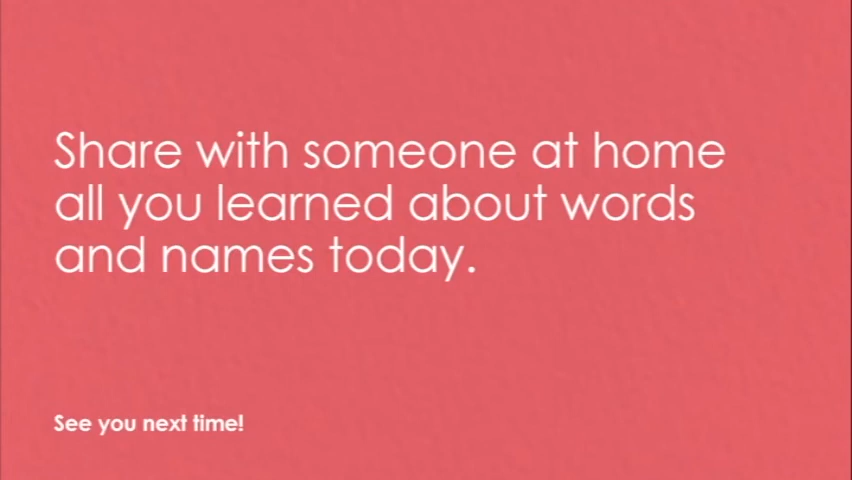 Share with someone at home
all you learned about words
and names today.
See you next time!